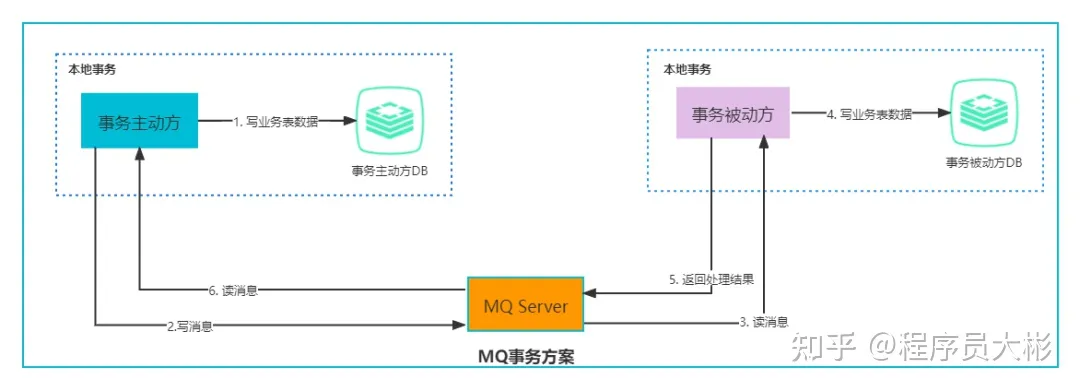 本地事务
事务主动方
1. 写业务表数据
事务主动方DB
本地事务
事务被动方
4. 写业务表数据
事务被动方DB
6. 读消息
5. 返回处理结果
MQ Server
2.写消息
3. 读消息
MQ事务方案
知乎 @程序员大彬